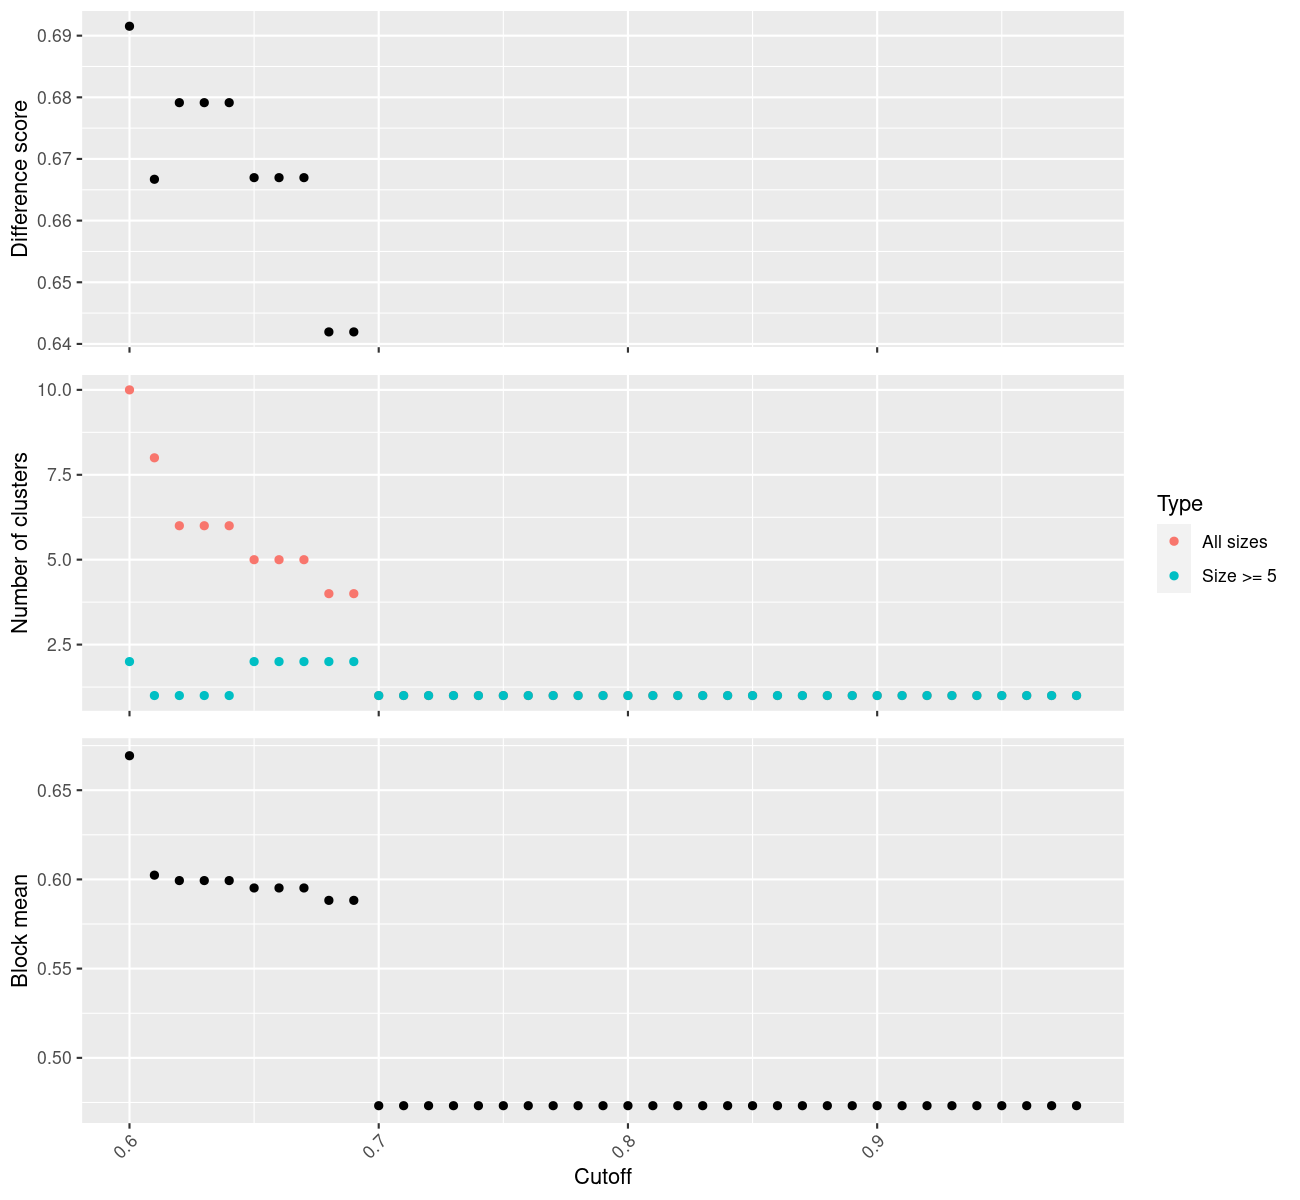 Difference score
0.69
0.68
0.67
0.66
0.65
0.64
Number of clusters
10.0
7.5
5.0
2.5
Type
All sizes
Size >= 5
Block mean
0.65
0.60
0.55
0.50
0.6
0.7
0.8
0.9
Cutoff